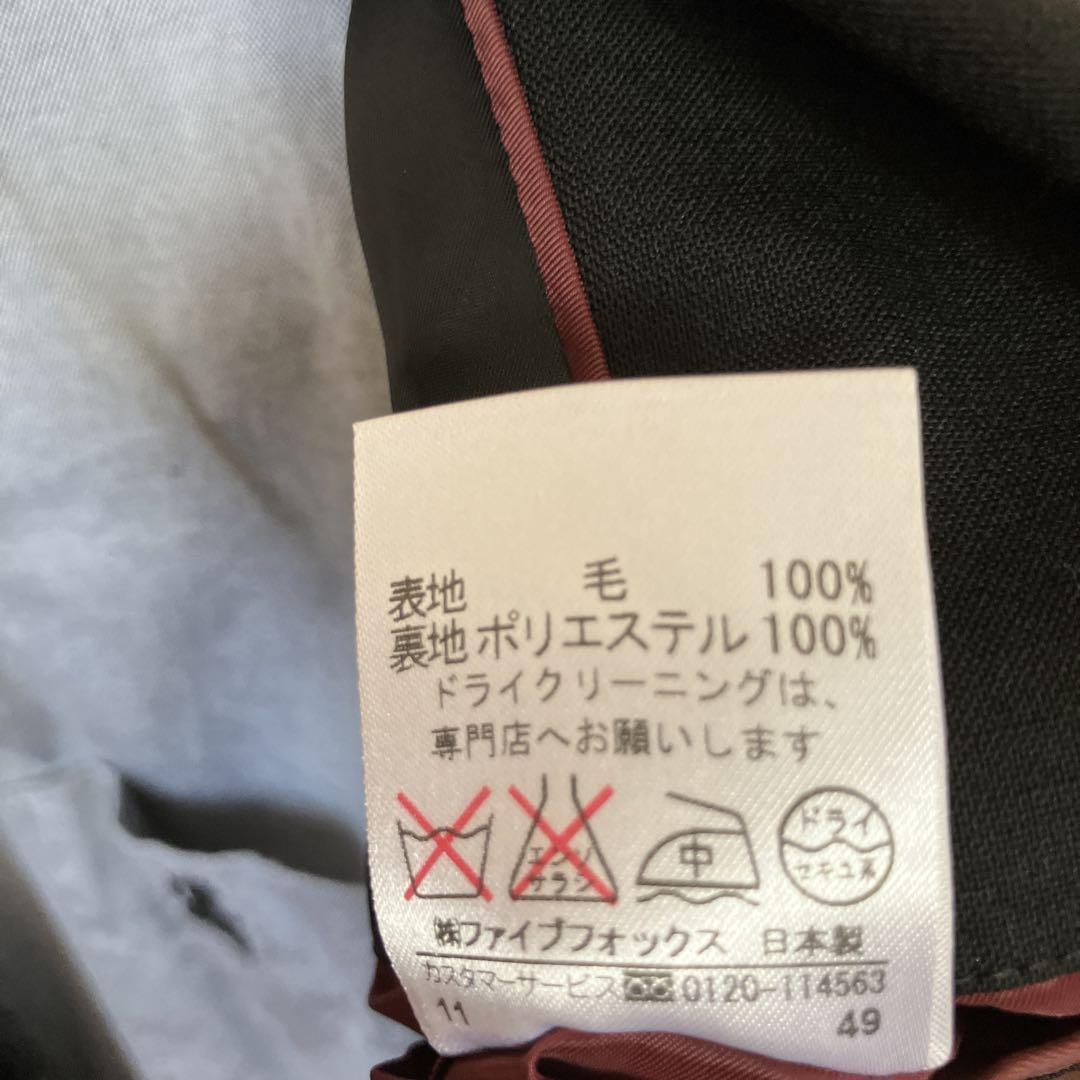 表地 毛 100%
裏地 ポリエステル 100%
ドライクリーニングは、
専門店へお願いします
エンソ
サラシ
中
ドライ
セキユ系
㈱ファイブフォックス 日本製
カスタマーサービス 0120-114563
11 49